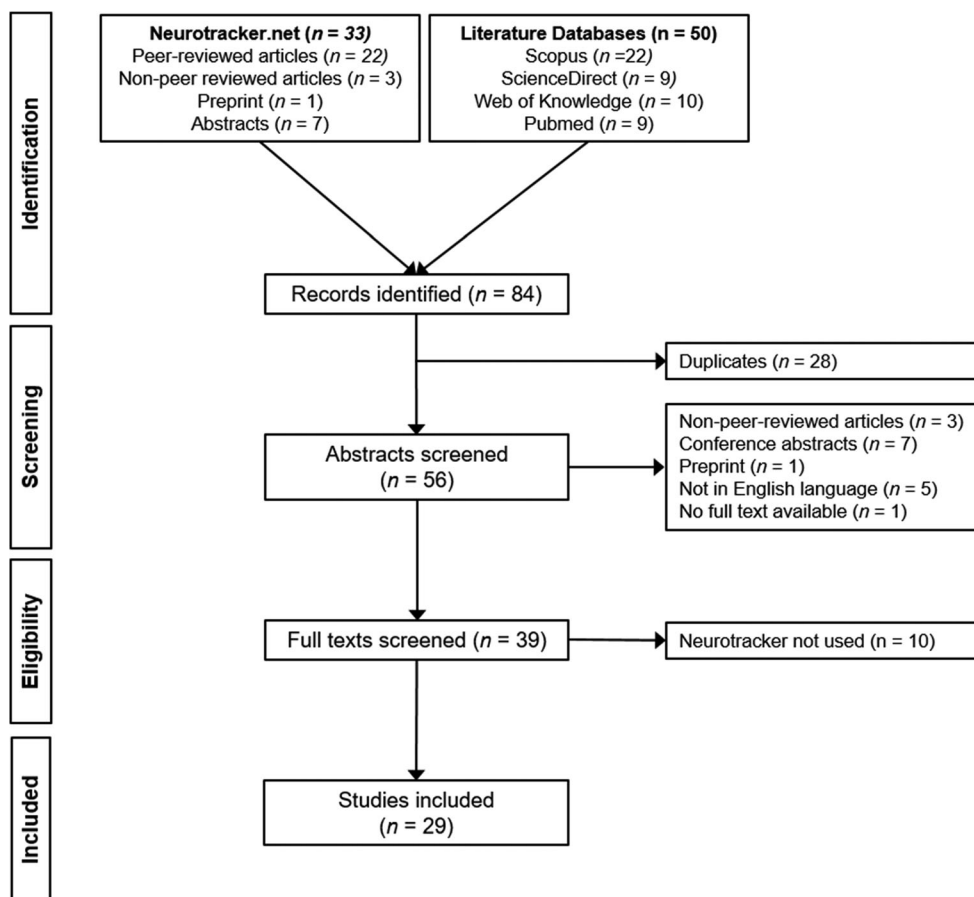 Identification
Neurotracker.net (n = 33)
Peer-reviewed articles (n = 22)
Non-peer reviewed articles (n = 3)
Preprint (n = 1)
Abstracts (n = 7)
Literature Databases (n = 50)
Scopus (n =22)
ScienceDirect (n = 9)
Web of Knowledge (n = 10)
Pubmed (n = 9)
Records identified (n = 84)
Screening
Duplicates (n = 28)
Abstracts screened
(n = 56)
Non-peer-reviewed articles (n = 3)
Conference abstracts (n = 7)
Preprint (n = 1)
Not in English language (n = 5)
No full text available (n = 1)
Eligibility
Full texts screened (n = 39)
Neurotracker not used (n = 10)
Included
Studies included
(n = 29)